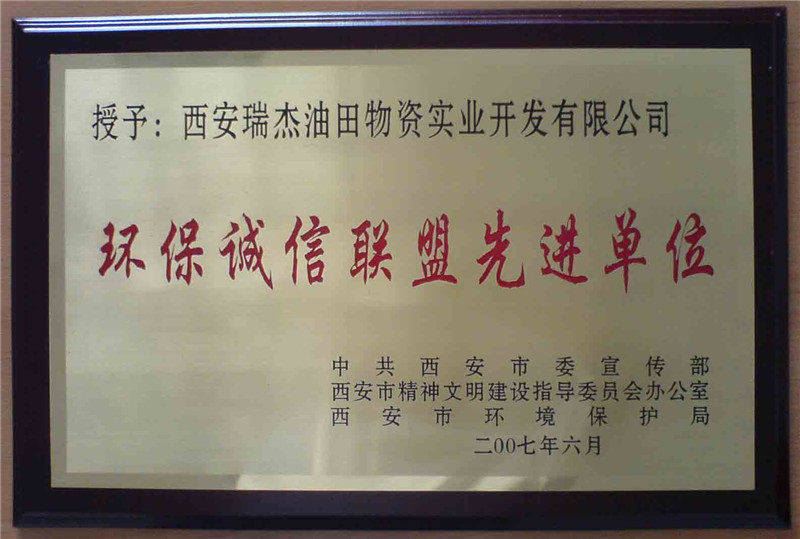 授予：西安瑞杰油田物资实业开发有限公司
环保诚信联盟先进单位
中共西安市委宣传部
西安市精神文明建设指导委员会办公室
西安市环境保护局
二00七年六月